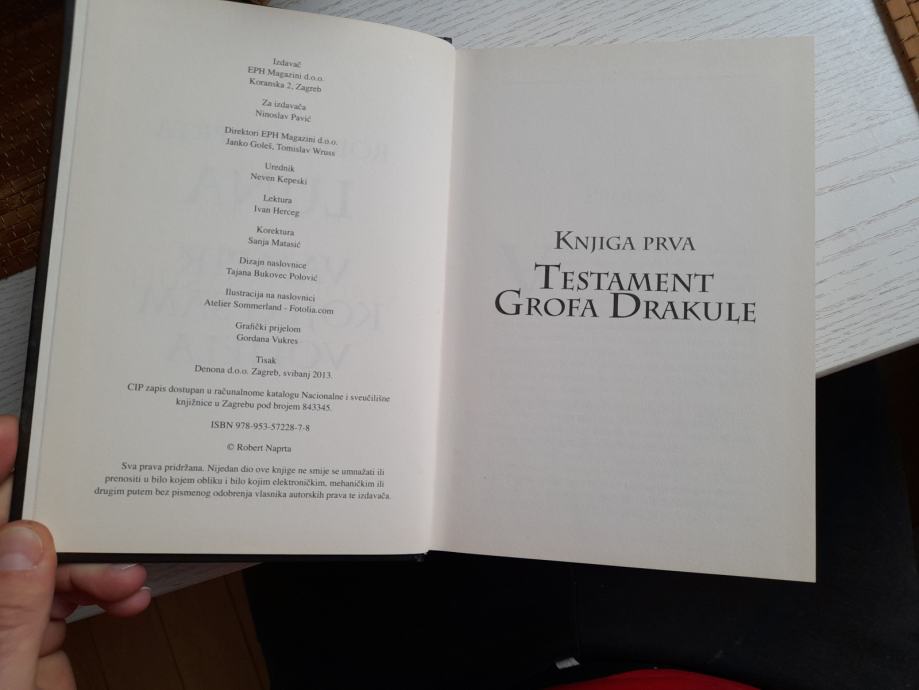 Izdavač
EPH Magazini d.o.o.
Koranska 2, Zagreb
Za izdavača
Ninoslav Pavić
Direktori EPH Magazini d.o.o.
Janko Goleš, Tomislav Wruss
Urednik
Neven Kepeski
Lektura
Ivan Herceg
Korektura
Sanja Matasić
Dizajn naslovnice
Tajana Bukovec Polović
Ilustracija na naslovnici
Atelier Sommerland - Fotolia.com
Grafički prijelom
Gordana Vukres
Tisak
Denona d.o.o. Zagreb, svibanj 2013.
CIP zapis dostupan u računalnome katalogu Nacionalne i sveučilišne
knjižnice u Zagrebu pod brojem 843345.
ISBN 978-953-57228-7-8
© Robert Naprta
Sva prava pridržana. Nijedan dio ove knjige ne smije se umnažati ili
prenositi u bilo kojem obliku i bilo kojim elektroničkim, mehaničkim ili
drugim putem bez pismenog odobrenja vlasnika autorskih prava te izdavača.
KNJIGA PRVA
TESTAMENT
GROFA DRAKULE